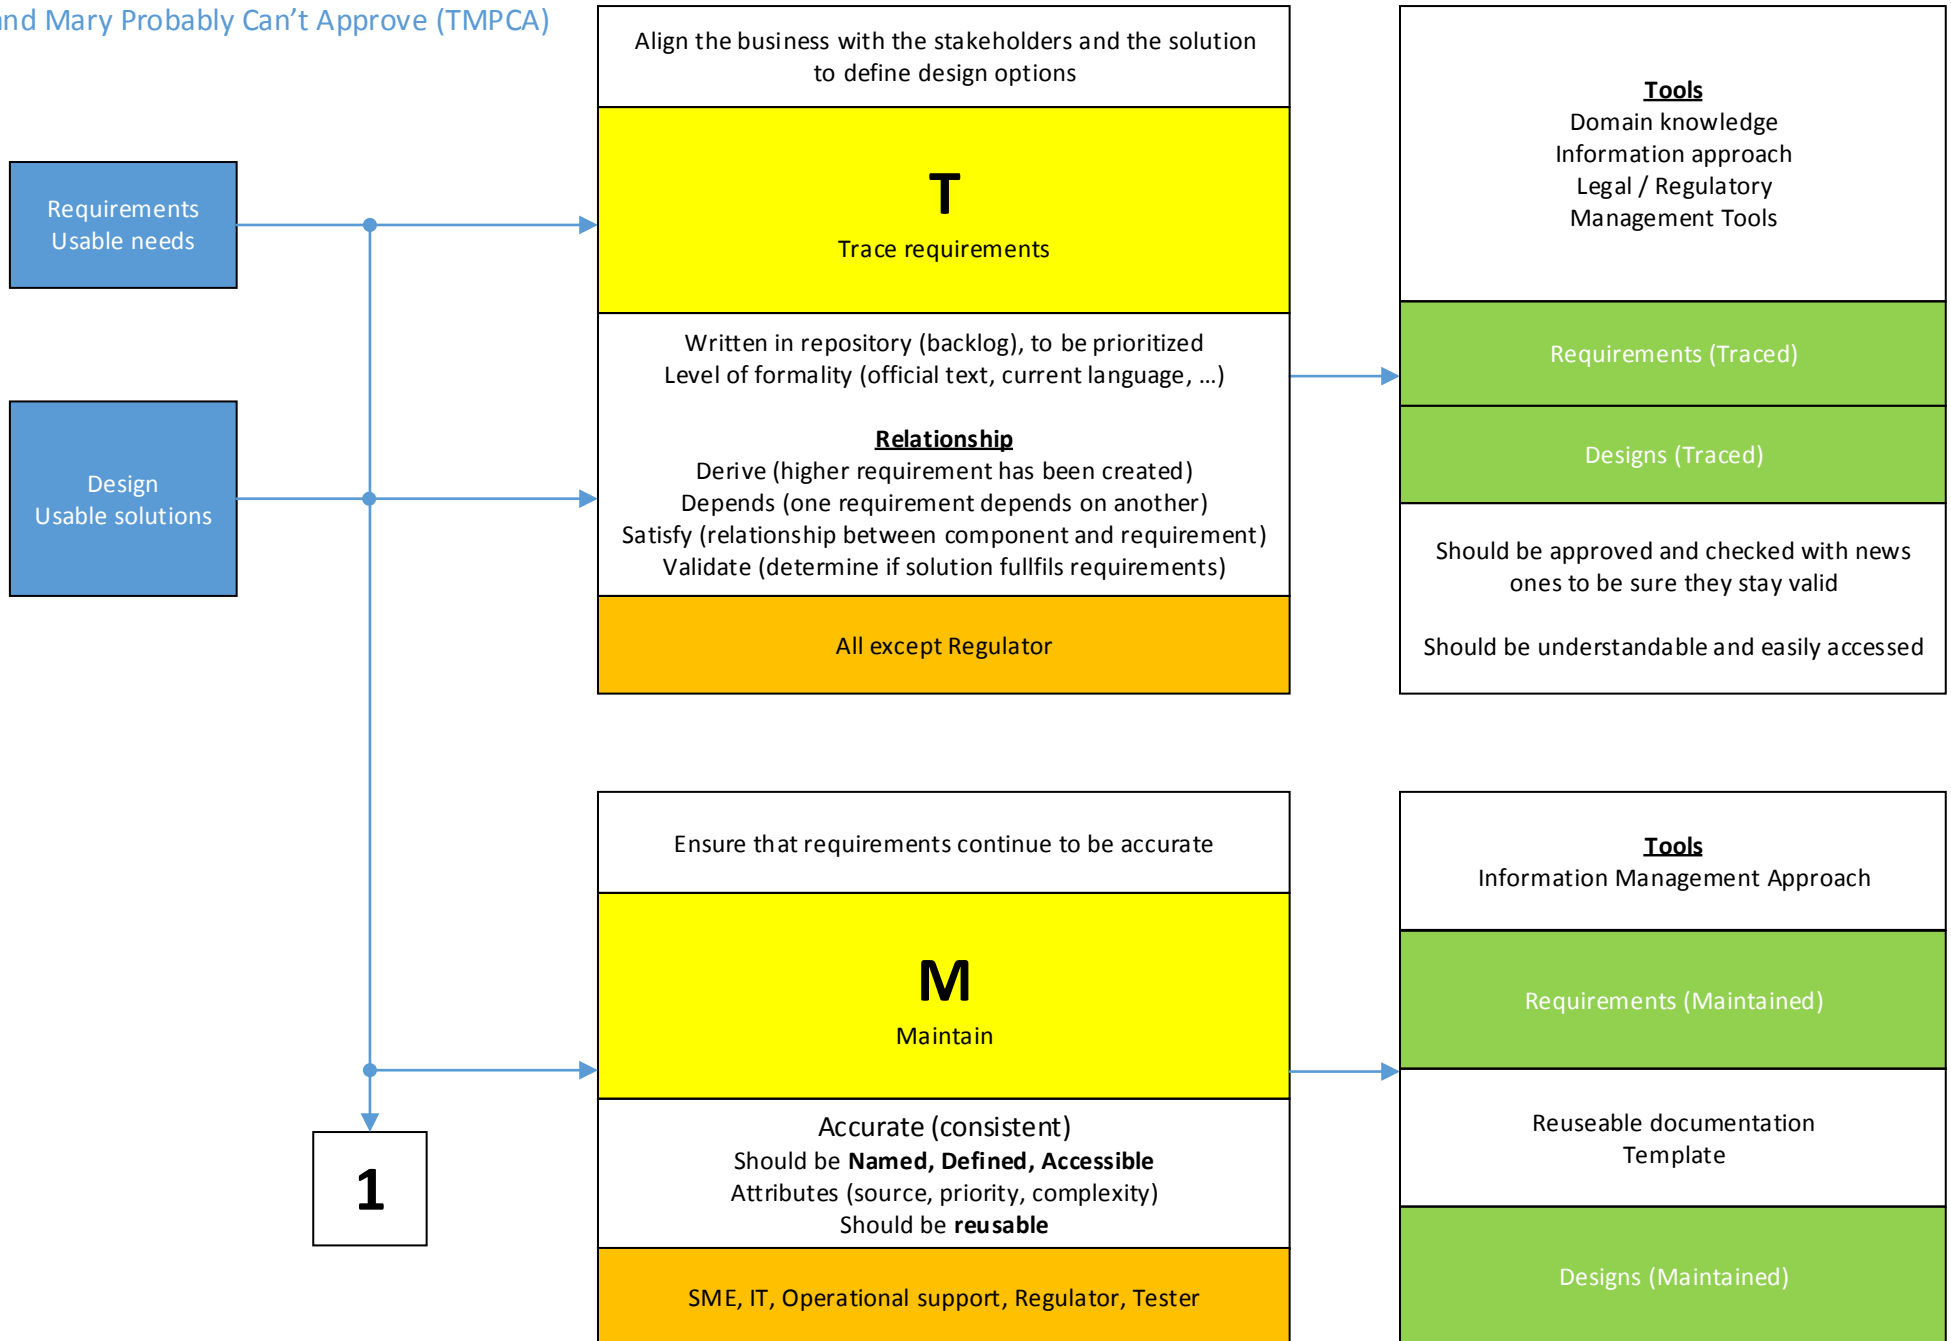 and Mary Probably Can't Approve (TMPCA)
Requirements
Usable needs
Design
Usable solutions
1
Align the business with the stakeholders and the solution
to define design options
T
Trace requirements
Written in repository (backlog), to be prioritized
Level of formality (official text, current language, …)
Relationship
Derive (higher requirement has been created)
Depends (one requirement depends on another)
Satisfy (relationship between component and requirement)
Validate (determine if solution fullfils requirements)
All except Regulator
Tools
Domain knowledge
Information approach
Legal / Regulatory
Management Tools
Requirements (Traced)
Designs (Traced)
Should be approved and checked with news
ones to be sure they stay valid
Should be understandable and easily accessed
Ensure that requirements continue to be accurate
M
Maintain
Accurate (consistent)
Should be Named, Defined, Accessible
Attributes (source, priority, complexity)
Should be reusable
SME, IT, Operational support, Regulator, Tester
Tools
Information Management Approach
Requirements (Maintained)
Reuseable documentation
Template
Designs (Maintained)